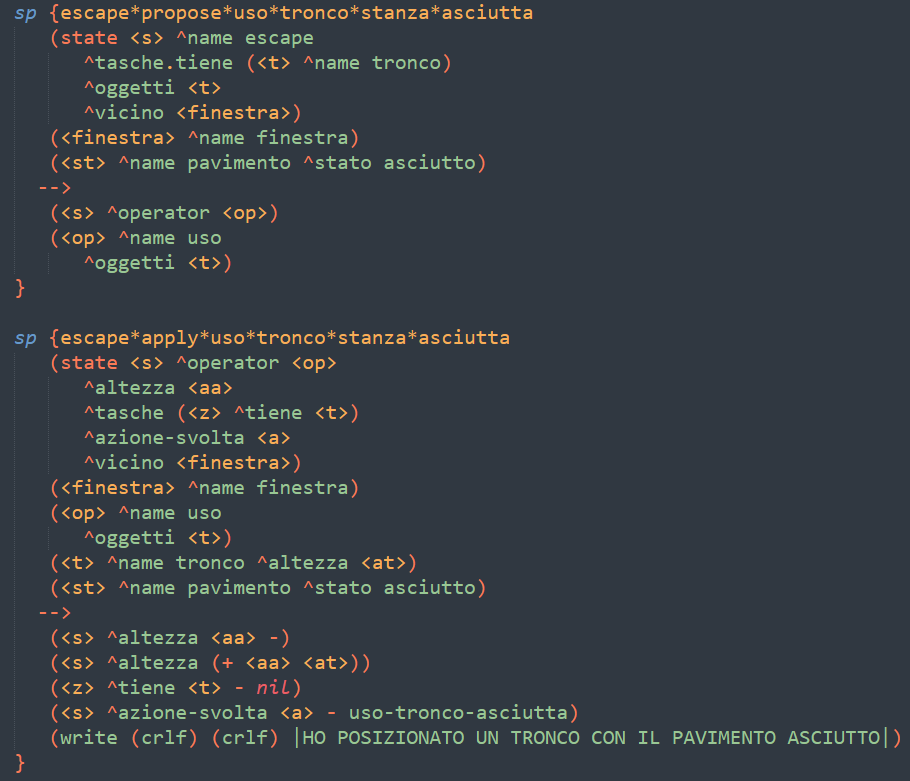 sp {escape*propose*uso*tronco*stanza*asciutta
   (state <s> ^name escape
      ^tasche.tiene (<t> ^name tronco)
      ^oggetti <t>
      ^vicino <finestra>)
   (<finestra> ^name finestra)
   (<st> ^name pavimento ^stato asciutto)
  -->
   (<s> ^operator <op>)
   (<op> ^name uso
      ^oggetti <t>)
}

sp {escape*apply*uso*tronco*stanza*asciutta
   (state <s> ^operator <op>
      ^altezza <aa>
      ^tasche (<z> ^tiene <t>)
      ^azione-svolta <a>
      ^vicino <finestra>)
   (<finestra> ^name finestra)
   (<op> ^name uso
      ^oggetti <t>)
   (<t> ^name tronco ^altezza <at>)
   (<st> ^name pavimento ^stato asciutto)
  -->
   (<s> ^altezza <aa> -)
   (<s> ^altezza (+ <aa> <at>))
   (<z> ^tiene <t> - nil)
   (<s> ^azione-svolta <a> - uso-tronco-asciutta)
   (write (crlf) (crlf) |HO POSIZIONATO UN TRONCO CON IL PAVIMENTO ASCIUTTO|)
}